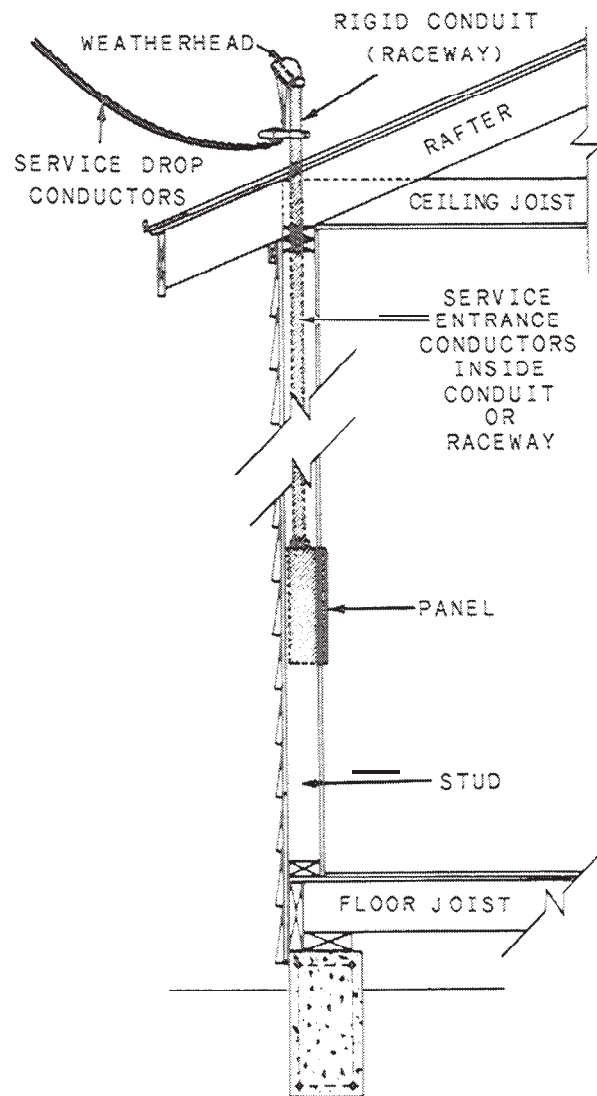 WEATHERHEAD
RIGID CONDUIT
(RACEWAY)
RAFTER
SERVICE DROP
CONDUCTORS
CEILING JOIST
SERVICE
ENTRANCE
CONDUCTORS
INSIDE
CONDUIT
OR
RACEWAY
PANEL
STUD
FLOOR JOIST